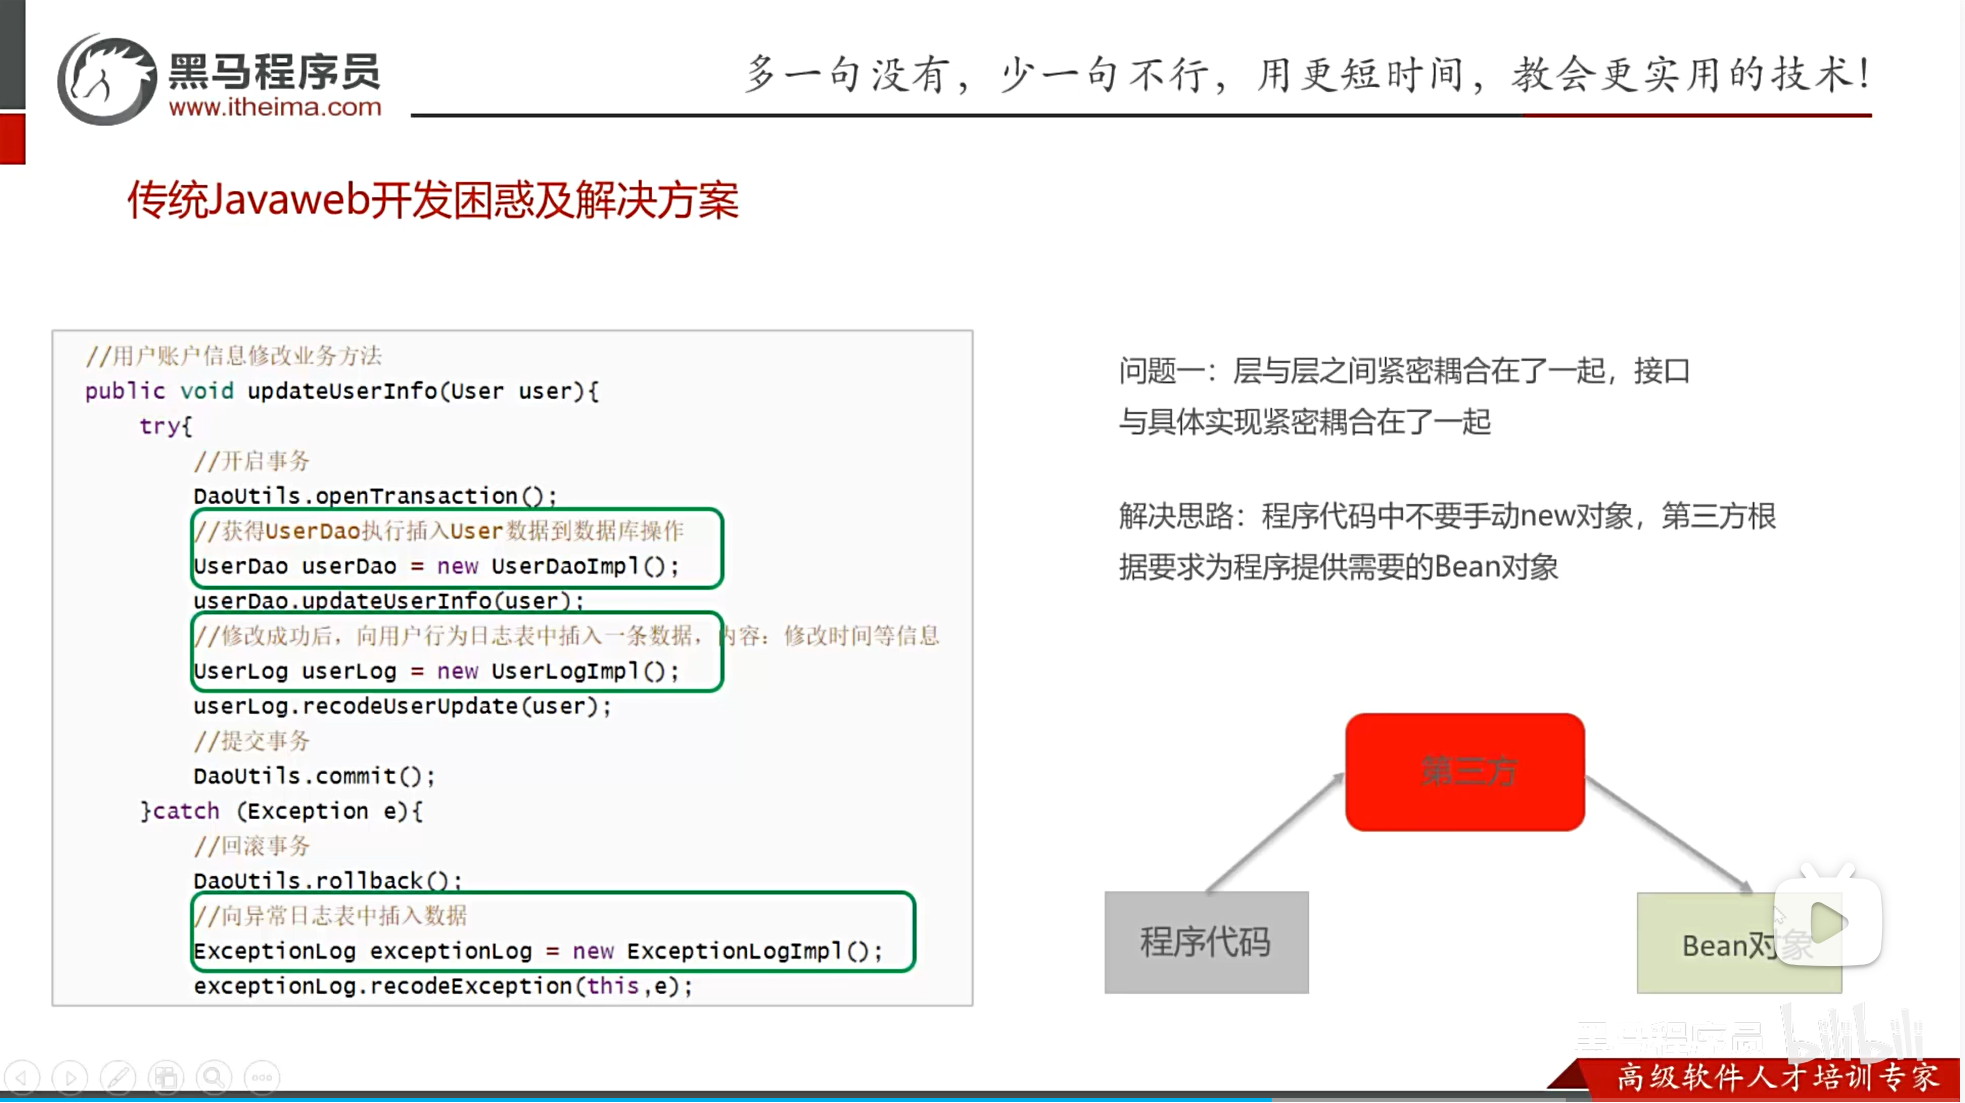 黑马程序员
www.itheima.com
多一句没有，少一句不行，用更短时间，教会更实用的技术！
传统Javaweb开发困惑及解决方案
//用户账户信息修改业务方法
public void updateUserInfo(User user){
try{
//开启事务
DaoUtils.openTransaction();
//获得UserDao执行插入User数据到数据库操作
UserDao userDao = new UserDaoImpl();
userDao.updateUserInfo(user);
//修改成功后，向用户行为日志表中插入一条数据，内容：修改时间等信息
UserLog userLog = new UserLogImpl();
userLog.recodeUserUpdate(user);
//提交事务
DaoUtils.commit();
}catch (Exception e){
//回滚事务
DaoUtils.rollback();
//向异常日志表中插入数据
ExceptionLog exceptionLog = new ExceptionLogImpl();
exceptionLog.recodeException(this,e);
问题一：层与层之间紧密耦合在了一起，接口
与具体实现紧密耦合在了一起
解决思路：程序代码中不要手动new对象，第三方根
据要求为程序提供需要的Bean对象
第三方
程序代码
Bean对象
黑马程序员
bilibili
高级软件人才培训专家